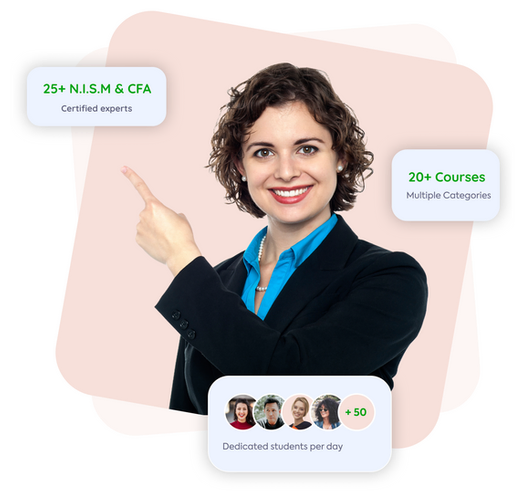 25+ N.I.S.M & CFA
Certified experts
20+ Courses
Multiple Categories
+ 50
Dedicated students per day